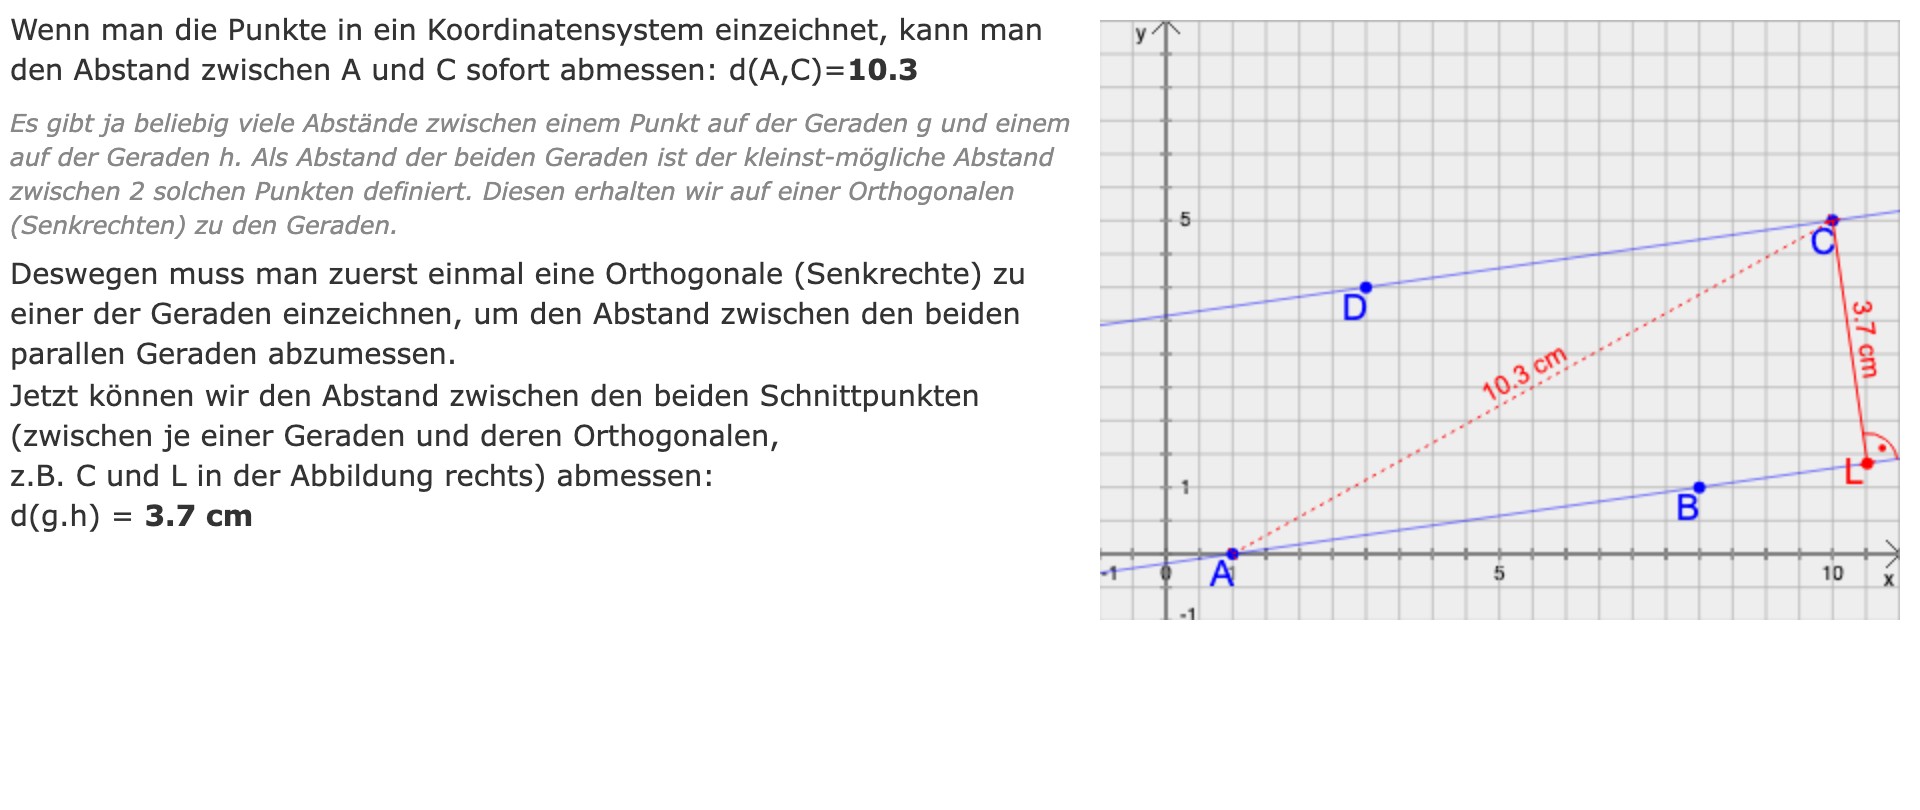 Wenn man die Punkte in ein Koordinatensystem einzeichnet, kann man
den Abstand zwischen A und C sofort abmessen: d(A,C)=10.3
Es gibt ja beliebig viele Abstände zwischen einem Punkt auf der Geraden g und einem
auf der Geraden h. Als Abstand der beiden Geraden ist der kleinst-mögliche Abstand
zwischen 2 solchen Punkten definiert. Diesen erhalten wir auf einer Orthogonalen
(Senkrechten) zu den Geraden.
Deswegen muss man zuerst einmal eine Orthogonale (Senkrechte) zu
einer der Geraden einzeichnen, um den Abstand zwischen den beiden
parallen Geraden abzumessen.
Jetzt können wir den Abstand zwischen den beiden Schnittpunkten
(zwischen je einer Geraden und deren Orthogonalen,
z.B. C und L in der Abbildung rechts) abmessen:
d(g.h) = 3.7 cm
y
5
C
D
3.7 cm
10.3 cm
L
1
B
A
-1 0 1 5 10 x
-1